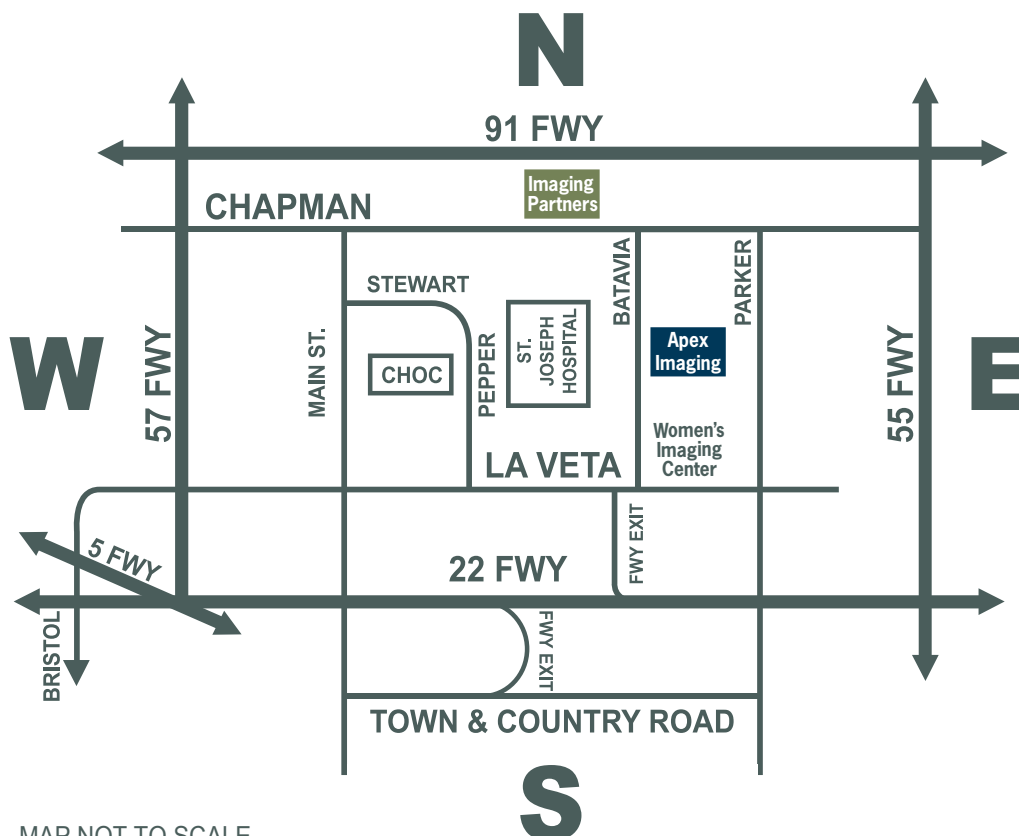 N
91 FWY
Imaging
Partners
CHAPMAN
BATAVIA
PARKER
STEWART
ST.
JOSEPH
HOSPITAL
Apex
Imaging
W
57 FWY
MAIN ST.
CHOC
PEPPER
55 FWY
E
Women's
Imaging
Center
LA VETA
FWY EXIT
5 FWY
22 FWY
BRISTOL
FWY EXIT
TOWN & COUNTRY ROAD
S
MAP NOT TO SCALE